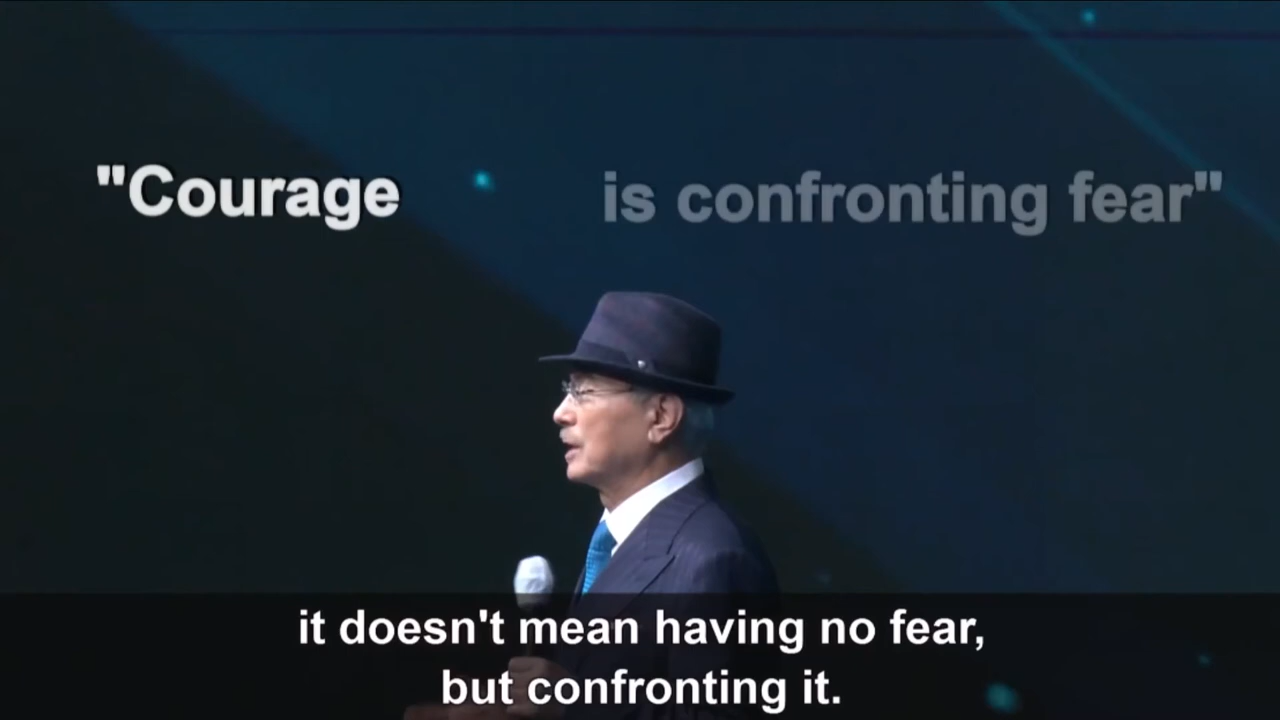 "Courage is confronting fear"
it doesn't mean having no fear,
but confronting it.